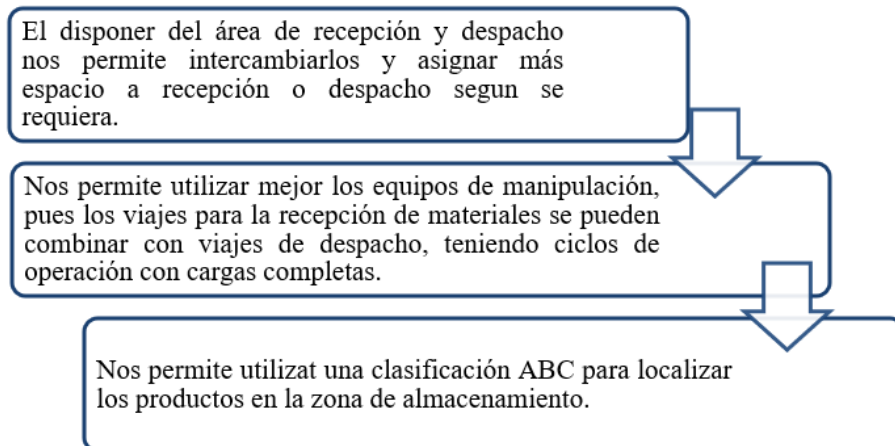 El disponer del área de recepción y despacho
nos permite intercambiarlos y asignar más
espacio a recepción o despacho segun se
requiera.
Nos permite utilizar mejor los equipos de manipulación,
pues los viajes para la recepción de materiales se pueden
combinar con viajes de despacho, teniendo ciclos de
operación con cargas completas.
Nos permite utilizat una clasificación ABC para localizar
los productos en la zona de almacenamiento.